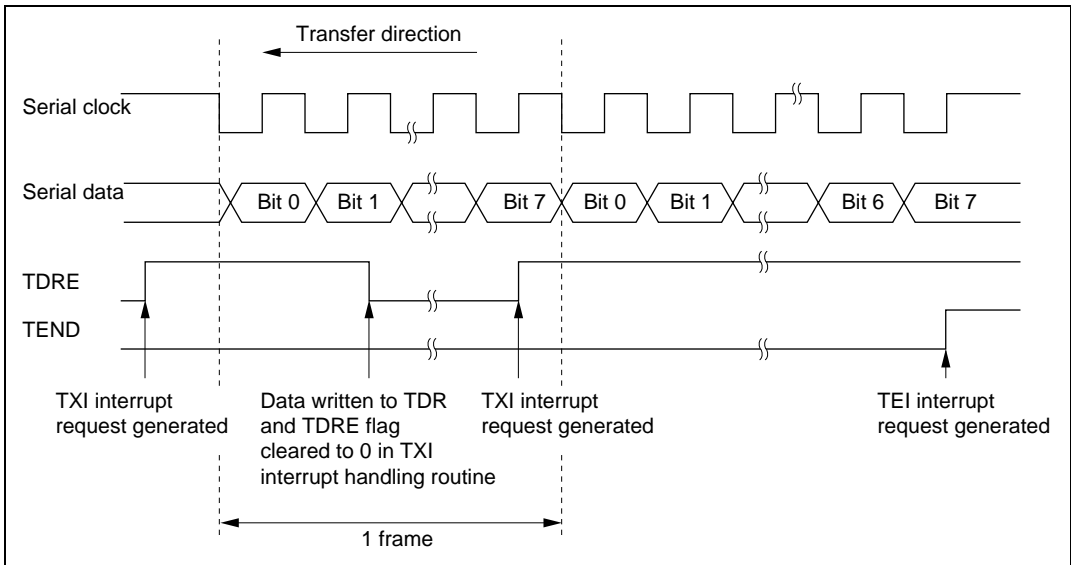 Transfer direction
Serial clock
Serial data
Bit 0
Bit 1
Bit 7
Bit 0
Bit 1
Bit 6
Bit 7
TDRE
TEND
TXI interrupt
request generated
Data written to TDR
and TDRE flag
cleared to 0 in TXI
interrupt handling routine
TXI interrupt
request generated
TEI interrupt
request generated
1 frame